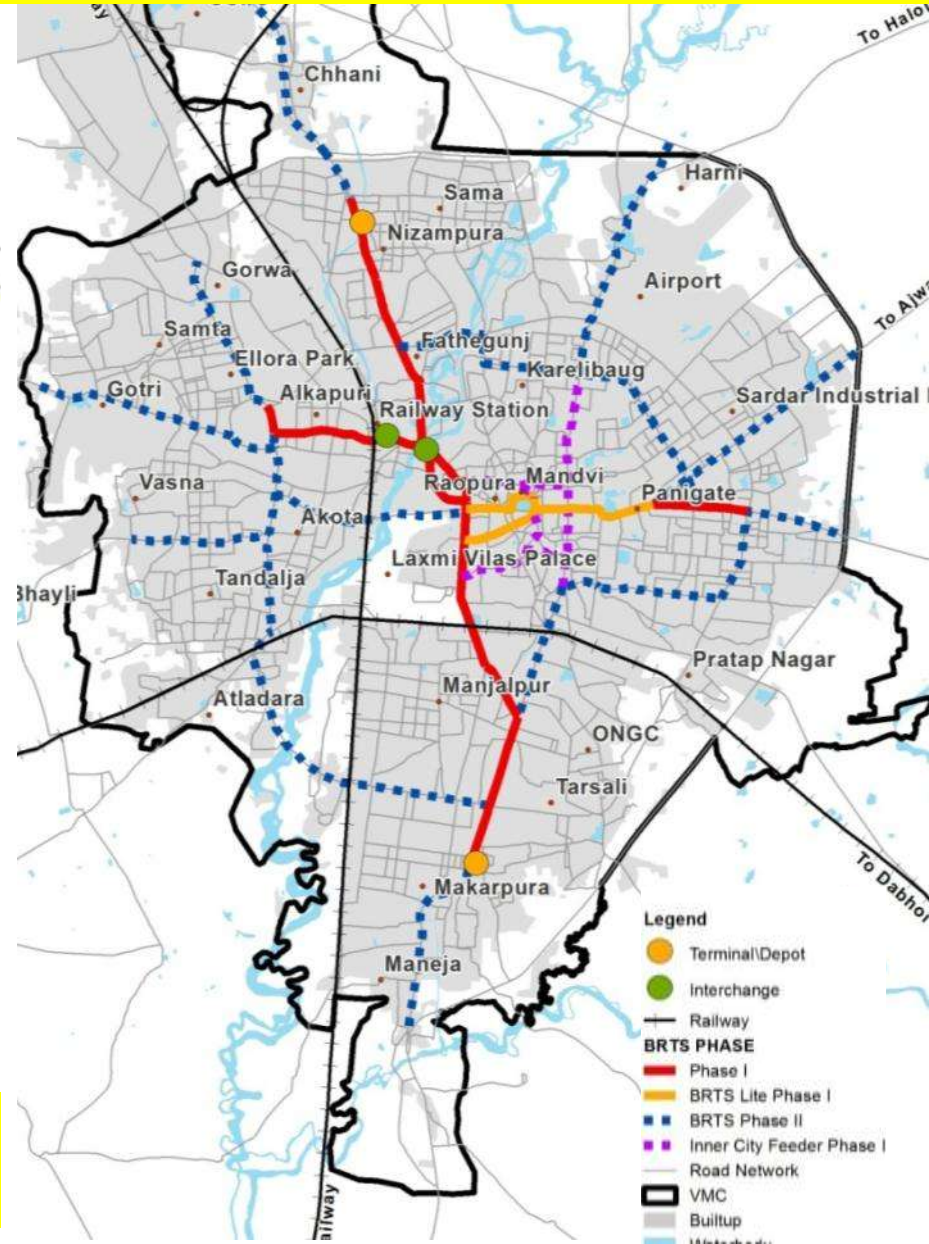 To Halo
Chhani
Harni
Sama
Nizampura
Gorwa
Airport
To Ajwa
Samta
Fathegunj
Ellora Park
Karelibaug
Gotri
Alkapuri
Sardar Industrial
Railway Station
Vasna
Raopura
Mandvi
Panigate
Akota
Laxmi Vilas Palace
Tandalja
Bhayli
Pratap Nagar
Manjalpur
Atladara
ONGC
Tarsali
To Dabhoi
Makarpura
Maneja
Legend
Terminal\Depot
Interchange
Railway
BRTS PHASE
Phase I
BRTS Lite Phase I
BRTS Phase II
Inner City Feeder Phase I
Road Network
VMC
Builtup
Waterbody
ailway